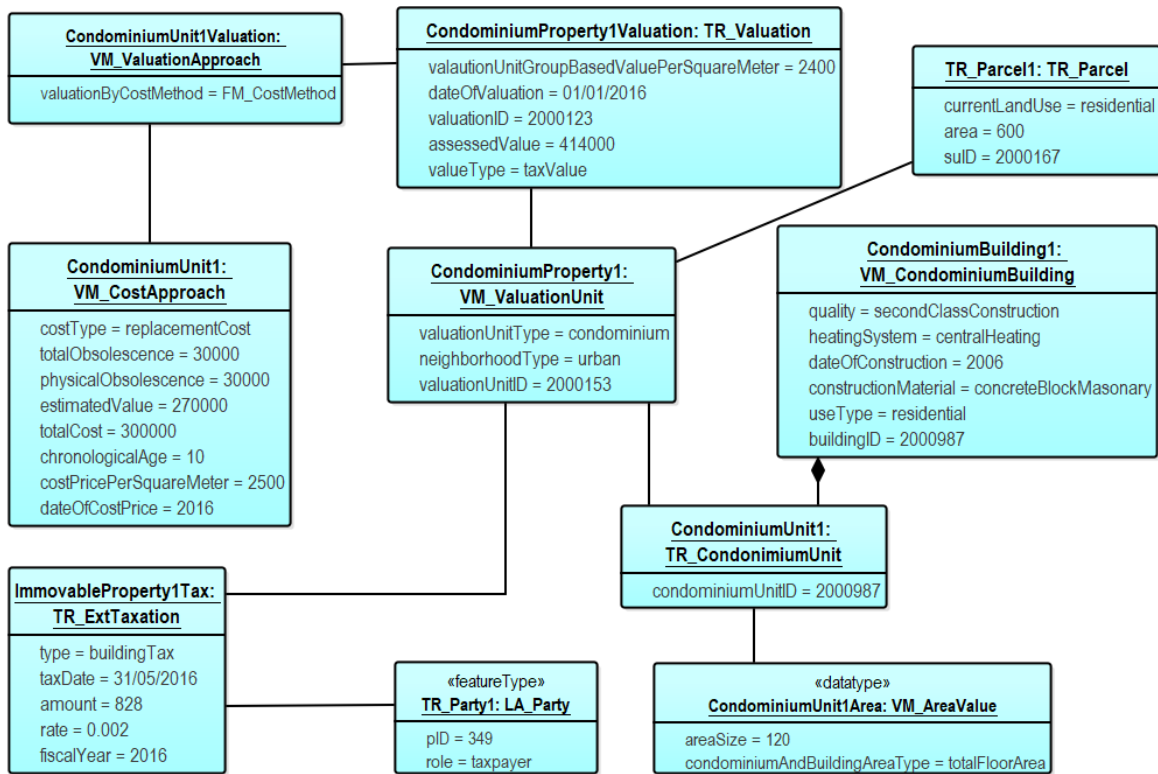 CondominiumUnit1Valuation:
VM_ValuationApproach
valuationByCostMethod = FM_CostMethod
CondominiumProperty1Valuation: TR_Valuation
valautionUnitGroupBasedValuePerSquareMeter = 2400
dateOfValuation = 01/01/2016
valuationID = 2000123
assessedValue = 414000
valueType = taxValue
TR_Parcel1: TR_Parcel
currentLandUse = residential
area = 600
suID = 2000167
CondominiumUnit1:
VM_CostApproach
costType = replacementCost
totalObsolescence = 30000
physicalObsolescence = 30000
estimatedValue = 270000
totalCost = 300000
chronologicalAge = 10
costPricePerSquareMeter = 2500
dateOfCostPrice = 2016
CondominiumProperty1:
VM_ValuationUnit
valuationUnitType = condominium
neighborhoodType = urban
valuationUnitID = 2000153
CondominiumBuilding1:
VM_CondominiumBuilding
quality = secondClassConstruction
heatingSystem = centralHeating
dateOfConstruction = 2006
constructionMaterial = concreteBlockMasonary
useType = residential
buildingID = 2000987
CondominiumUnit1:
TR_CondonimiumUnit
condominiumUnitID = 2000987
ImmovableProperty1Tax:
TR_ExtTaxation
type = buildingTax
taxDate = 31/05/2016
amount = 828
rate = 0.002
fiscalYear = 2016
«featureType»
TR_Party1: LA_Party
pID = 349
role = taxpayer
«datatype»
CondominiumUnit1Area: VM_AreaValue
areaSize = 120
condominiumAndBuildingAreaType = totalFloorArea